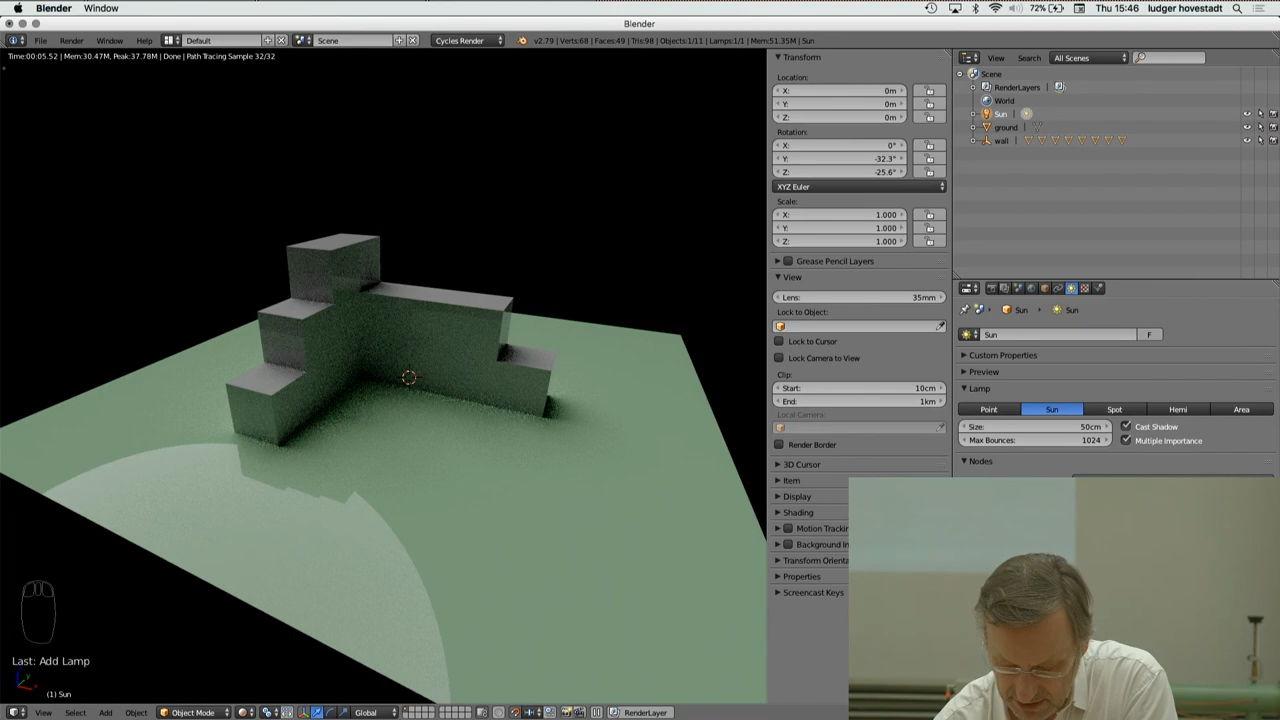 Blender Window 72% Thu 15:46 ludger hovestadt
Blender
File Render Window Help Default Scene Cycles Render v2.79 | Verts:68 | Faces:49 | Tris:98 | Objects:1/11 | Lamps:1/1 | Mem:51.35M | Sun
Time:00:05.52 | Mem:30.47M, Peak:37.78M | Done | Path Tracing Sample 32/32
Transform
Location:
X: 0m
Y: 0m
Z: 0m
Rotation:
X: 0°
Y: -32.3°
Z: -25.6°
XYZ Euler
Scale:
X: 1.000
Y: 1.000
Z: 1.000
Grease Pencil Layers
View
Lens: 35mm
Lock to Object:
Lock to Cursor
Lock Camera to View
Clip:
Start: 10cm
End: 1km
Local Camera:
Render Border
3D Cursor
Item
Display
Shading
Motion Trackin
Background Im
Transform Orienta
Properties
Screencast Keys
View Search All Scenes
Scene
RenderLayers |
World
Sun |
ground |
wall |
Sun Sun
Sun F
Custom Properties
Preview
Lamp
Point Sun Spot Hemi Area
Size: 50cm Cast Shadow
Max Bounces: 1024 Multiple Importance
Nodes
Last: Add Lamp
(1) Sun
View Select Add Object Object Mode Global RenderLayer